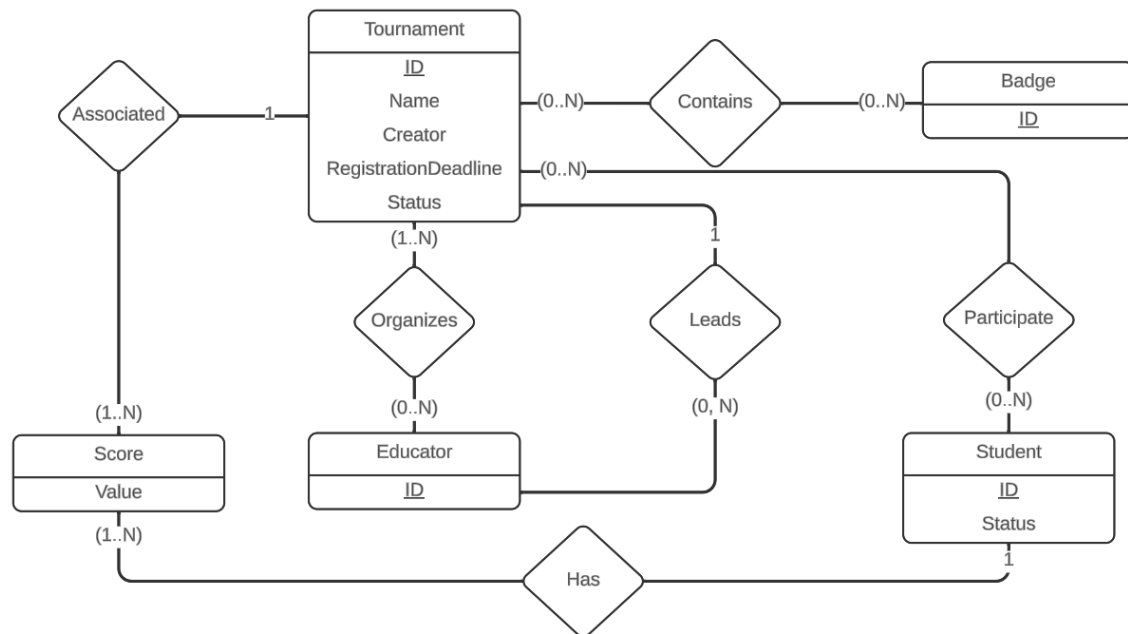 Tournament
ID
Name
Creator
RegistrationDeadline
Status
Associated
1
(0..N)
Contains
(0..N)
Badge
ID
(0..N)
(1..N)
1
Organizes
Leads
Participate
(1..N)
(0..N)
(0, N)
(0..N)
Score
Value
Educator
ID
Student
ID
Status
(1..N)
1
Has